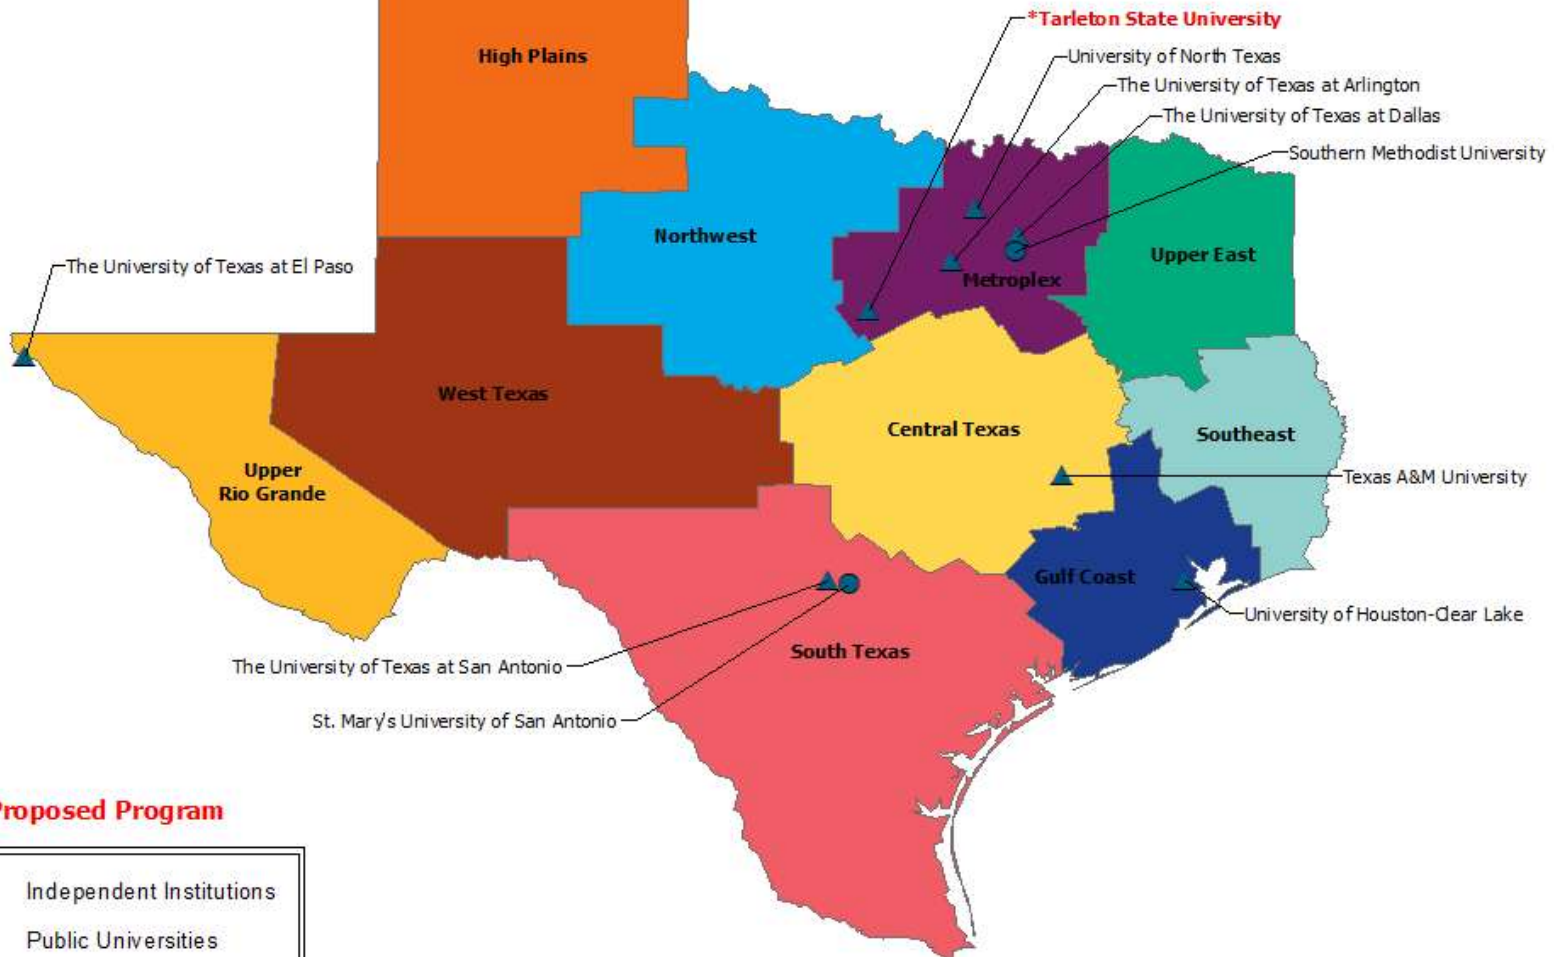 *Tarleton State University
High Plains
University of North Texas
The University of Texas at Arlington
The University of Texas at Dallas
Southern Methodist University
Northwest
Upper East
The University of Texas at El Paso
Metroplex
West Texas
Central Texas
Southeast
Upper
Rio Grande
Texas A&M University
Gulf Coast
University of Houston-Clear Lake
South Texas
The University of Texas at San Antonio
St. Mary's University of San Antonio
Proposed Program
Independent Institutions
Public Universities